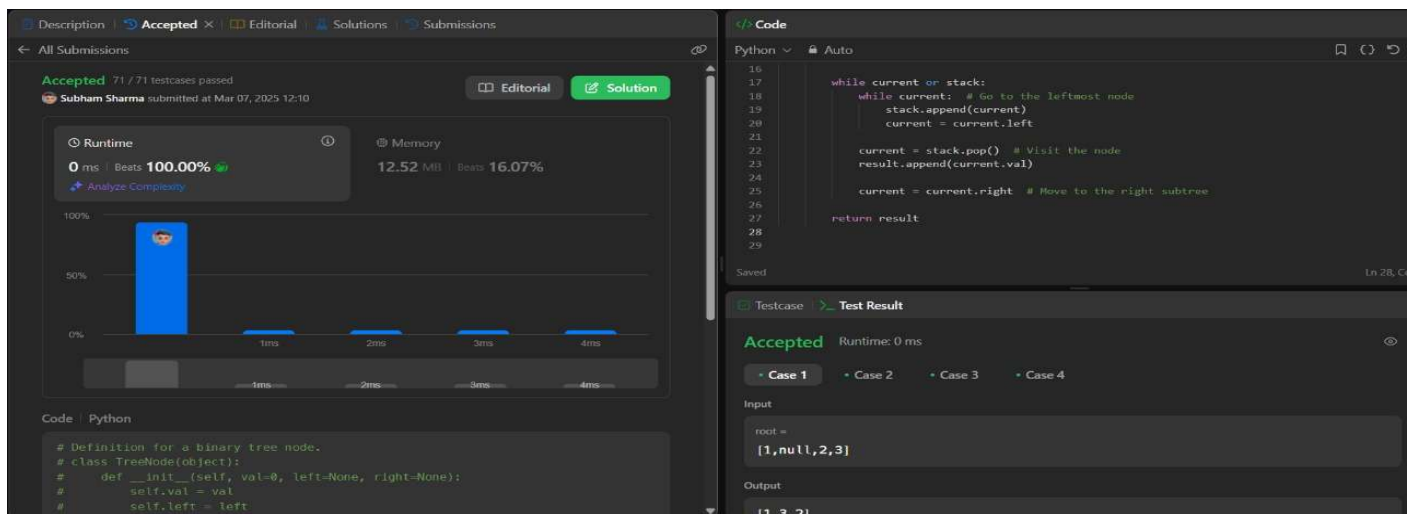 Description Accepted × Editorial Solutions Submissions
← All Submissions
Accepted 71 / 71 testcases passed
Subham Sharma submitted at Mar 07, 2025 12:10
Editorial Solution
Runtime
0 ms Beats 100.00%
Analyze Complexity
Memory
12.52 MB Beats 16.07%
100%
50%
0%
1ms 2ms 3ms 4ms
1ms 2ms 3ms 4ms
Code Python
# Definition for a binary tree node.
# class TreeNode(object):
#     def __init__(self, val=0, left=None, right=None):
#         self.val = val
#         self.left = left
</> Code
Python Auto
16
17 while current or stack:
18 while current:  # Go to the leftmost node
19 stack.append(current)
20 current = current.left
21
22 current = stack.pop()  # Visit the node
23 result.append(current.val)
24
25 current = current.right  # Move to the right subtree
26
27 return result
28
29
Saved
Ln 28, C
Testcase >_ Test Result
Accepted Runtime: 0 ms
Case 1 Case 2 Case 3 Case 4
Input
root =
[1,null,2,3]
Output
[1,3,2]